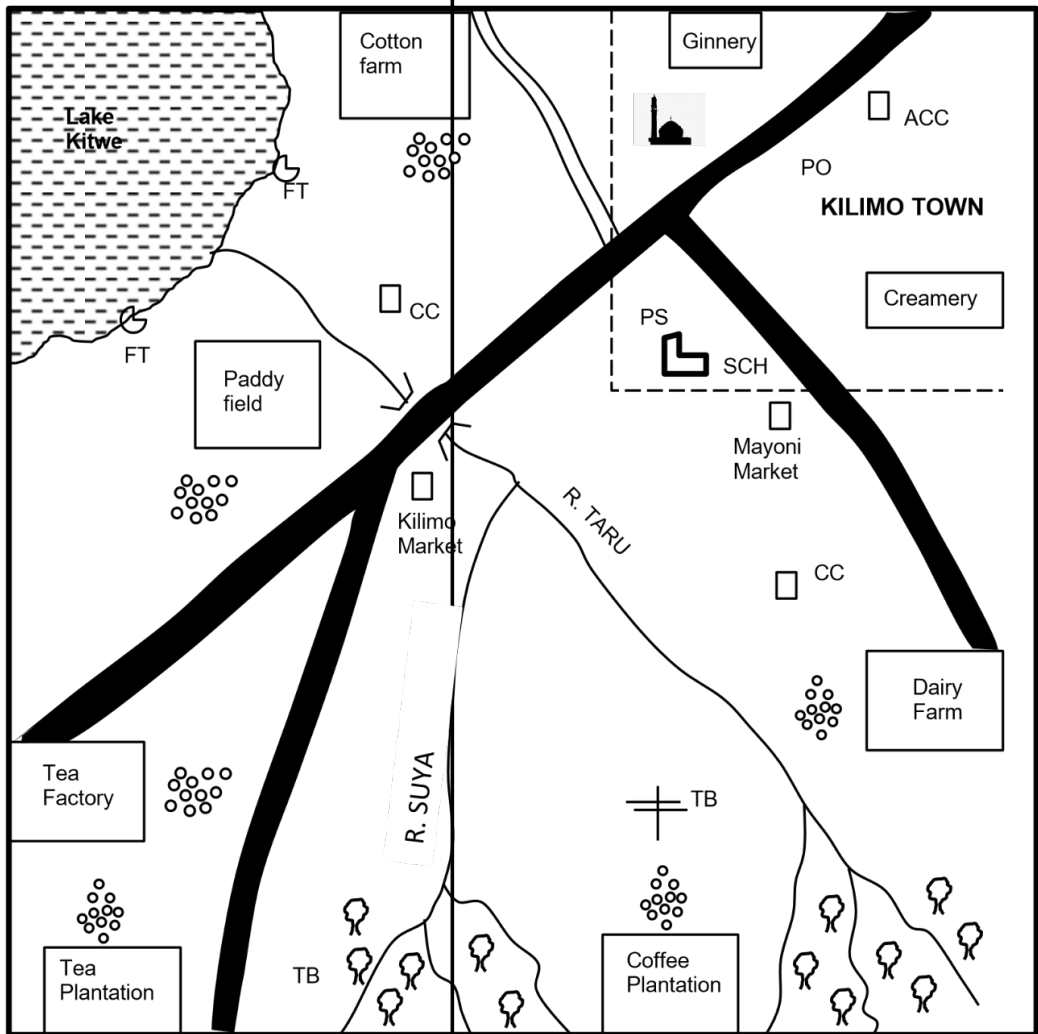 Cotton
farm
Ginnery
Lake
Kitwe
ACC
PO
FT
KILIMO TOWN
Creamery
CC
PS
FT
SCH
Paddy
field
Mayoni
Market
R. TARU
Kilimo
Market
CC
Dairy
Farm
R. SUYA
Tea
Factory
TB
TB
Tea
Plantation
Coffee
Plantation